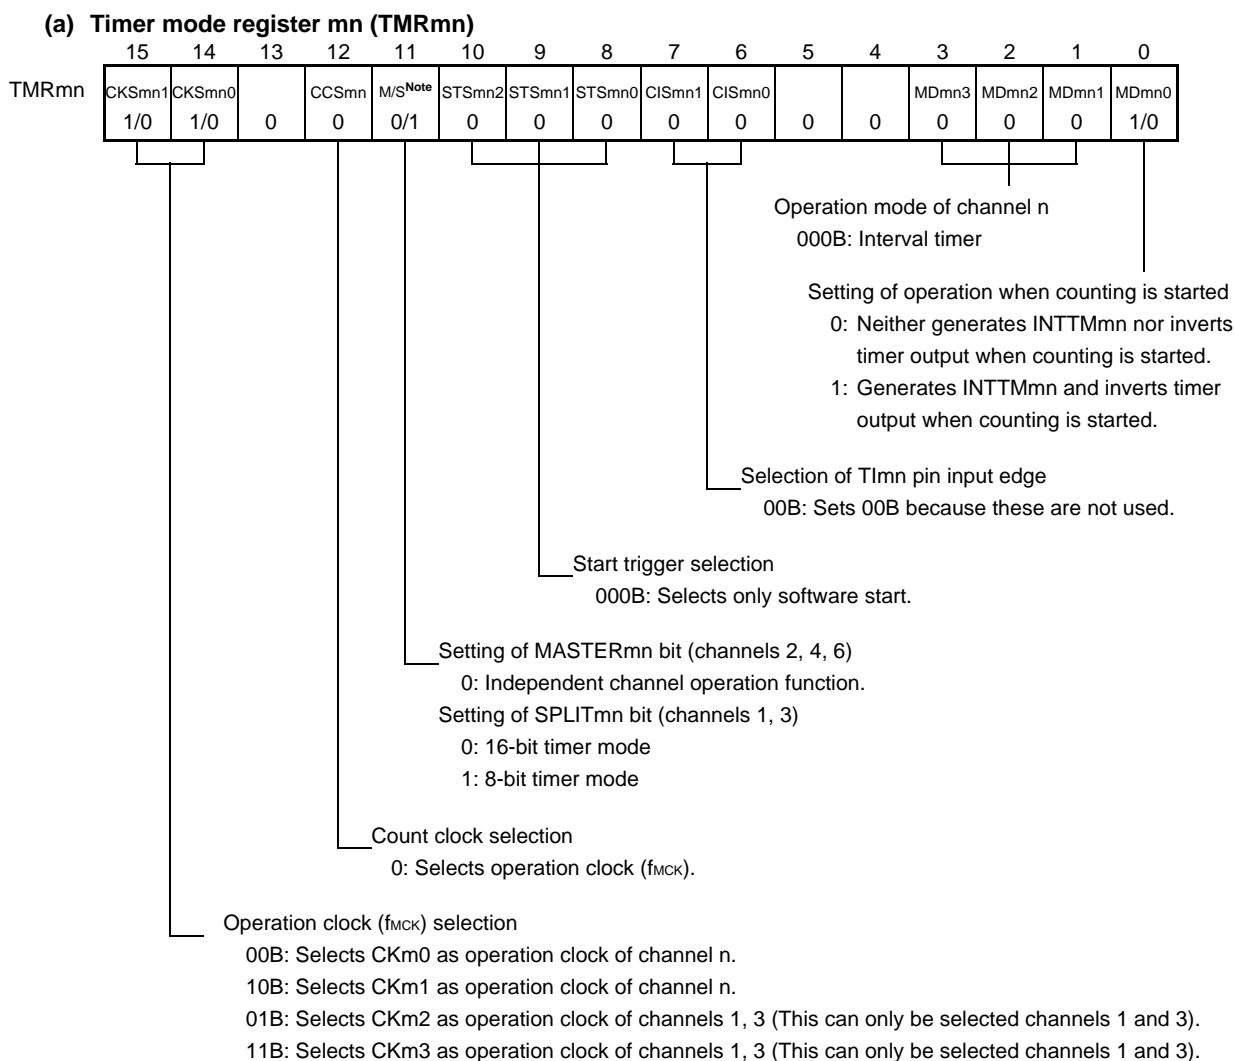 (a) Timer mode register mn (TMRmn)
15 14 13 12 11 10 9 8 7 6 5 4 3 2 1 0
TMRmn CKSmn1 CKSmn0 CCSmn M/SNote STSmn2 STSmn1 STSmn0 CISmn1 CISmn0 MDmn3 MDmn2 MDmn1 MDmn0
1/0 1/0 0 0 0/1 0 0 0 0 0 0 0 0 0 0 1/0
Operation mode of channel n
000B: Interval timer
Setting of operation when counting is started
0: Neither generates INTTMmn nor inverts
timer output when counting is started.
1: Generates INTTMmn and inverts timer
output when counting is started.
Selection of TImn pin input edge
00B: Sets 00B because these are not used.
Start trigger selection
000B: Selects only software start.
Setting of MASTERmn bit (channels 2, 4, 6)
0: Independent channel operation function.
Setting of SPLITmn bit (channels 1, 3)
0: 16-bit timer mode
1: 8-bit timer mode
Count clock selection
0: Selects operation clock (fMCK).
Operation clock (fMCK) selection
00B: Selects CKm0 as operation clock of channel n.
10B: Selects CKm1 as operation clock of channel n.
01B: Selects CKm2 as operation clock of channels 1, 3 (This can only be selected channels 1 and 3).
11B: Selects CKm3 as operation clock of channels 1, 3 (This can only be selected channels 1 and 3).